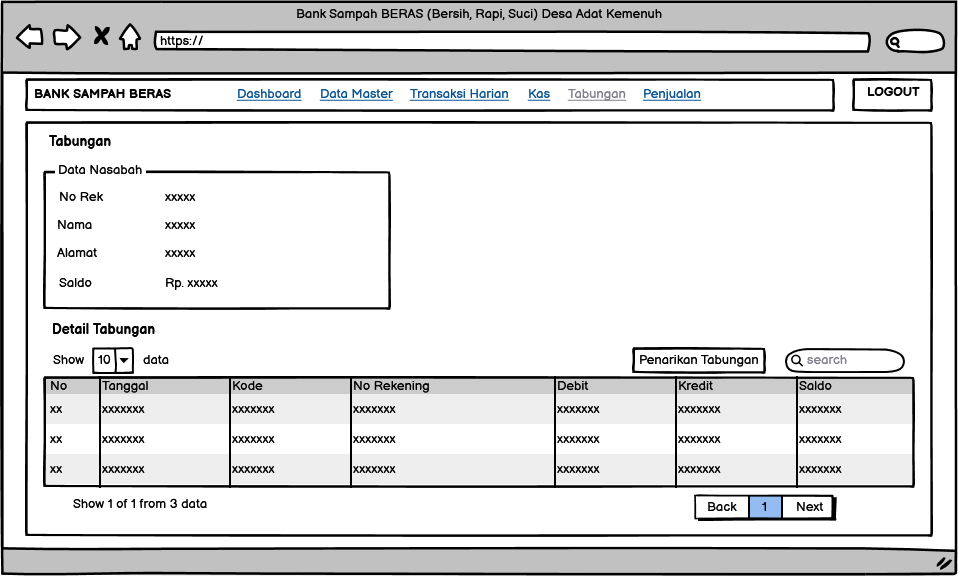 Bank Sampah BERAS (Bersih, Rapi, Suci) Desa Adat Kemenuh
https://
BANK SAMPAH BERAS Dashboard Data Master Transaksi Harian Kas Tabungan Penjualan LOGOUT
Tabungan
Data Nasabah
No Rek xxxxx
Nama xxxxx
Alamat xxxxx
Saldo Rp. xxxxx
Detail Tabungan
Show 10 data Penarikan Tabungan search
No Tanggal Kode No Rekening Debit Kredit Saldo
xx xxxxxxx xxxxxxx xxxxxxx xxxxxxx xxxxxxx xxxxxxx
xx xxxxxxx xxxxxxx xxxxxxx xxxxxxx xxxxxxx xxxxxxx
xx xxxxxxx xxxxxxx xxxxxxx xxxxxxx xxxxxxx xxxxxxx
Show 1 of 1 from 3 data Back 1 Next